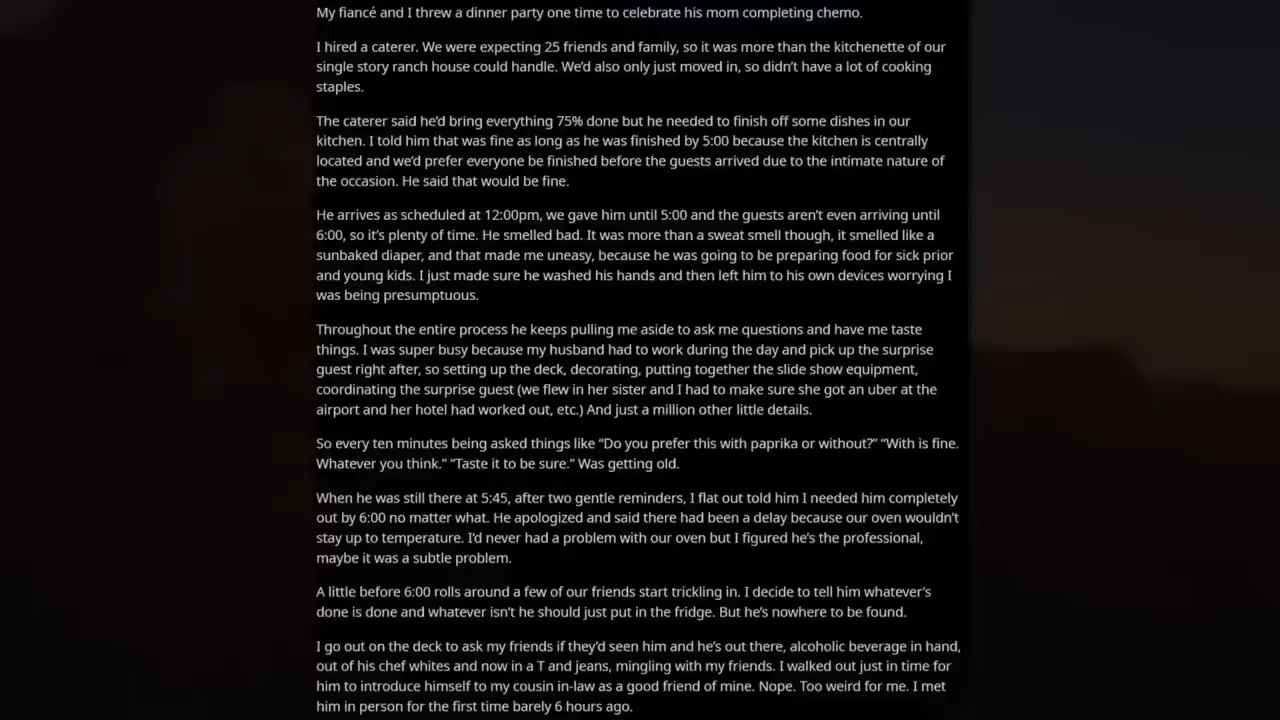 My fiancé and I threw a dinner party one time to celebrate his mom completing chemo.
I hired a caterer. We were expecting 25 friends and family, so it was more than the kitchenette of our
single story ranch house could handle. We’d also only just moved in, so didn’t have a lot of cooking
staples.
The caterer said he’d bring everything 75% done but he needed to finish off some dishes in our
kitchen. I told him that was fine as long as he was finished by 5:00 because the kitchen is centrally
located and we’d prefer everyone be finished before the guests arrived due to the intimate nature of
the occasion. He said that would be fine.
He arrives as scheduled at 12:00pm, we gave him until 5:00 and the guests aren’t even arriving until
6:00, so it’s plenty of time. He smelled bad. It was more than a sweat smell though, it smelled like a
sunbaked diaper, and that made me uneasy, because he was going to be preparing food for sick prior
and young kids. I just made sure he washed his hands and then left him to his own devices worrying I
was being presumptuous.
Throughout the entire process he keeps pulling me aside to ask me questions and have me taste
things. I was super busy because my husband had to work during the day and pick up the surprise
guest right after, so setting up the deck, decorating, putting together the slide show equipment,
coordinating the surprise guest (we flew in her sister and I had to make sure she got an uber at the
airport and her hotel had worked out, etc.) And just a million other little details.
So every ten minutes being asked things like “Do you prefer this with paprika or without?” “With is fine.
Whatever you think.” “Taste it to be sure.” Was getting old.
When he was still there at 5:45, after two gentle reminders, I flat out told him I needed him completely
out by 6:00 no matter what. He apologized and said there had been a delay because our oven wouldn’t
stay up to temperature. I’d never had a problem with our oven but I figured he’s the professional,
maybe it was a subtle problem.
A little before 6:00 rolls around a few of our friends start trickling in. I decide to tell him whatever’s
done is done and whatever isn’t he should just put in the fridge. But he’s nowhere to be found.
I go out on the deck to ask my friends if they’d seen him and he’s out there, alcoholic beverage in hand,
out of his chef whites and now in a T and jeans, mingling with my friends. I walked out just in time for
him to introduce himself to my cousin in-law as a good friend of mine. Nope. Too weird for me. I met
him in person for the first time barely 6 hours ago.